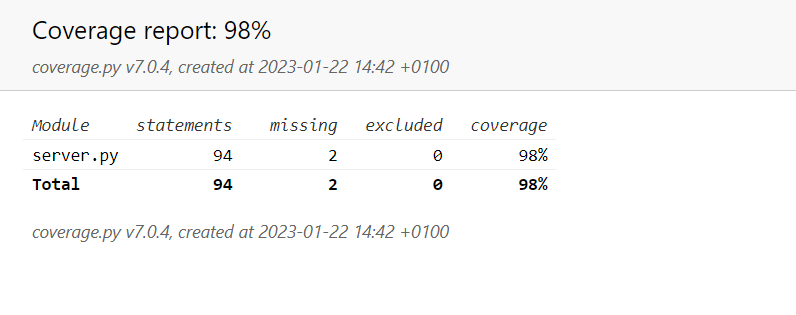 Coverage report: 98%
coverage.py v7.0.4, created at 2023-01-22 14:42 +0100
Module statements missing excluded coverage
server.py 94 2 0 98%
Total 94 2 0 98%
coverage.py v7.0.4, created at 2023-01-22 14:42 +0100